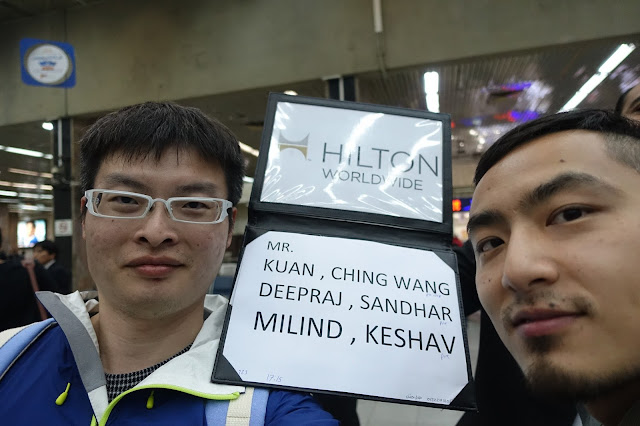 HILTON
WORLDWIDE
MR.
KUAN , CHING WANG
DEEPRAJ , SANDHAR
MILIND , KESHAV